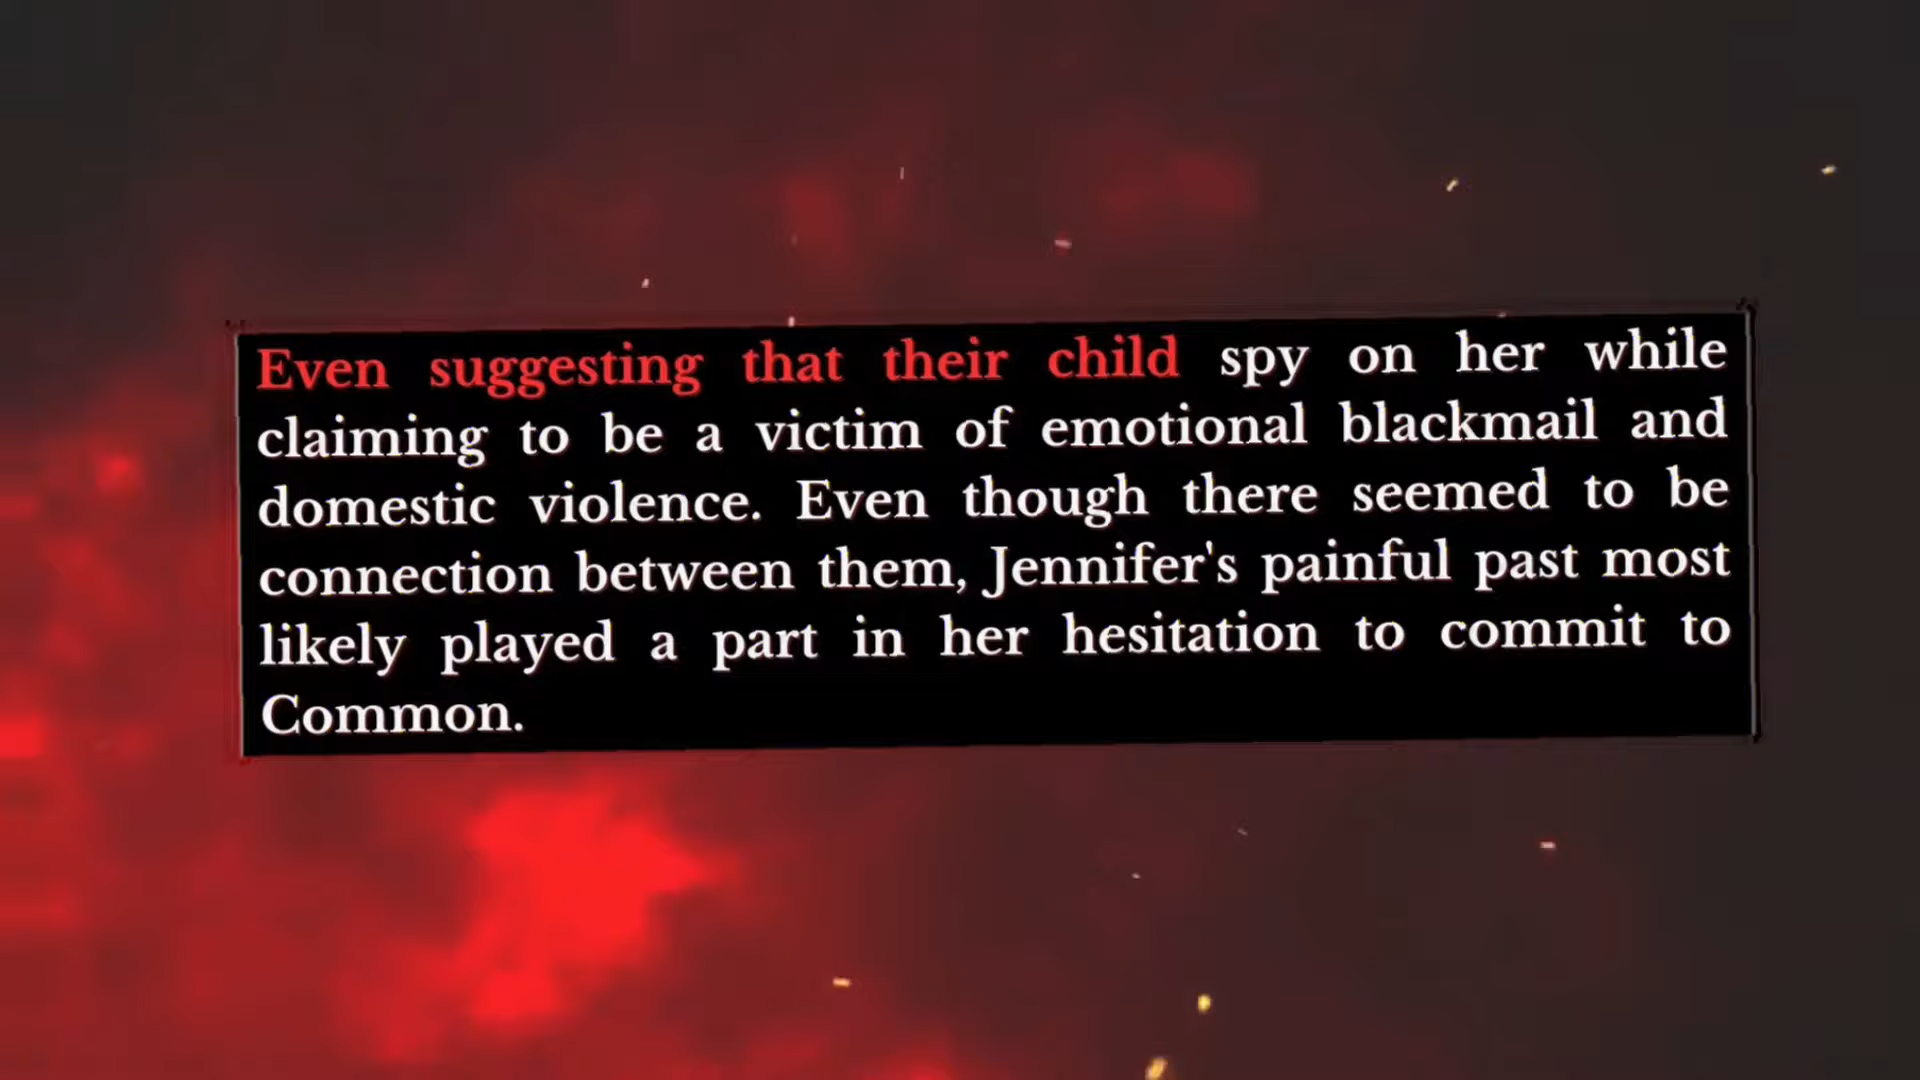 Even suggesting that their child spy on her while
claiming to be a victim of emotional blackmail and
domestic violence. Even though there seemed to be
connection between them, Jennifer's painful past most
likely played a part in her hesitation to commit to
Common.